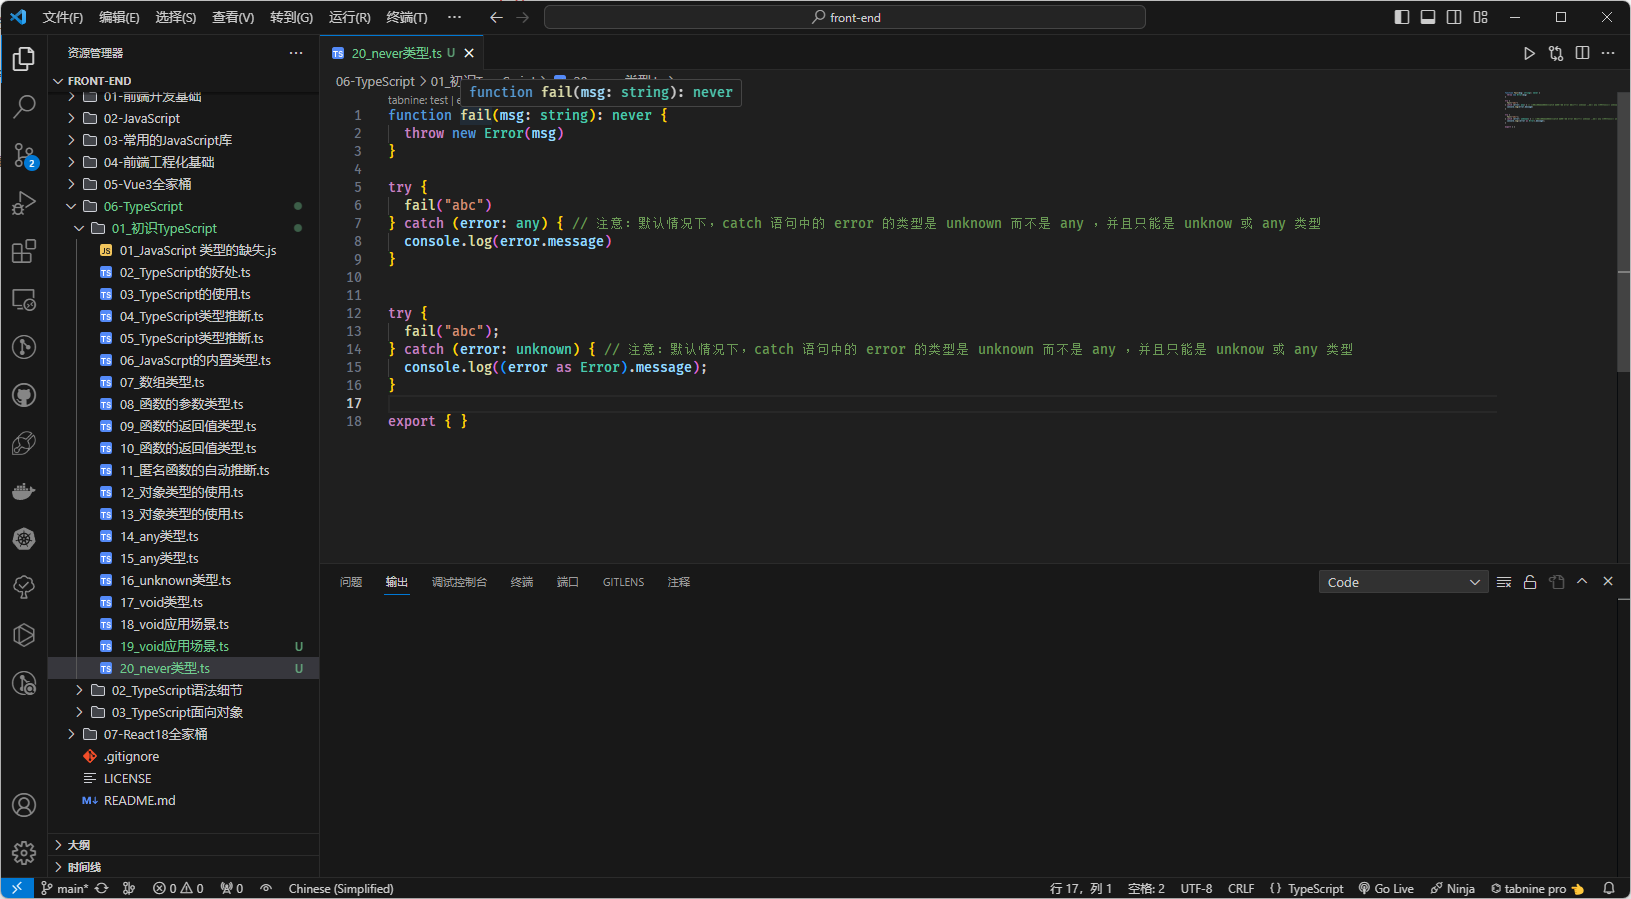 文件(F) 编辑(E) 选择(S) 查看(V) 转到(G) 运行(R) 终端(T) ··· front-end
资源管理器 ···
FRONT-END
01-前端开发基础
02-JavaScript
03-常用的JavaScript库
04-前端工程化基础
05-Vue3全家桶
06-TypeScript
01_初识TypeScript
JS 01_JavaScript 类型的缺失.js
TS 02_TypeScript的好处.ts
TS 03_TypeScript的使用.ts
TS 04_TypeScript类型推断.ts
TS 05_TypeScript类型推断.ts
TS 06_JavaScrpt的内置类型.ts
TS 07_数组类型.ts
TS 08_函数的参数类型.ts
TS 09_函数的返回值类型.ts
TS 10_函数的返回值类型.ts
TS 11_匿名函数的自动推断.ts
TS 12_对象类型的使用.ts
TS 13_对象类型的使用.ts
TS 14_any类型.ts
TS 15_any类型.ts
TS 16_unknown类型.ts
TS 17_void类型.ts
TS 18_void应用场景.ts
TS 19_void应用场景.ts U
TS 20_never类型.ts U
02_TypeScript语法细节
03_TypeScript面向对象
07-React18全家桶
.gitignore
LICENSE
M↓ README.md
大纲
时间线
2
TS 20_never类型.ts U
06-TypeScript > 01_初
function fail(msg: string): never
tabnine: test |
1 function fail(msg: string): never {
2 throw new Error(msg)
3 }
4
5 try {
6 fail("abc")
7 } catch (error: any) { // 注意：默认情况下，catch 语句中的 error 的类型是 unknown 而不是 any ，并且只能是 unknow 或 any 类型
8 console.log(error.message)
9 }
10
11
12 try {
13 fail("abc");
14 } catch (error: unknown) { // 注意：默认情况下，catch 语句中的 error 的类型是 unknown 而不是 any ，并且只能是 unknow 或 any 类型
15 console.log((error as Error).message);
16 }
17
18 export { }
问题 输出 调试控制台 终端 端口 GITLENS 注释 Code
main* 0 0 0 Chinese (Simplified) 行 17，列 1 空格: 2 UTF-8 CRLF {} TypeScript Go Live Ninja tabnine pro